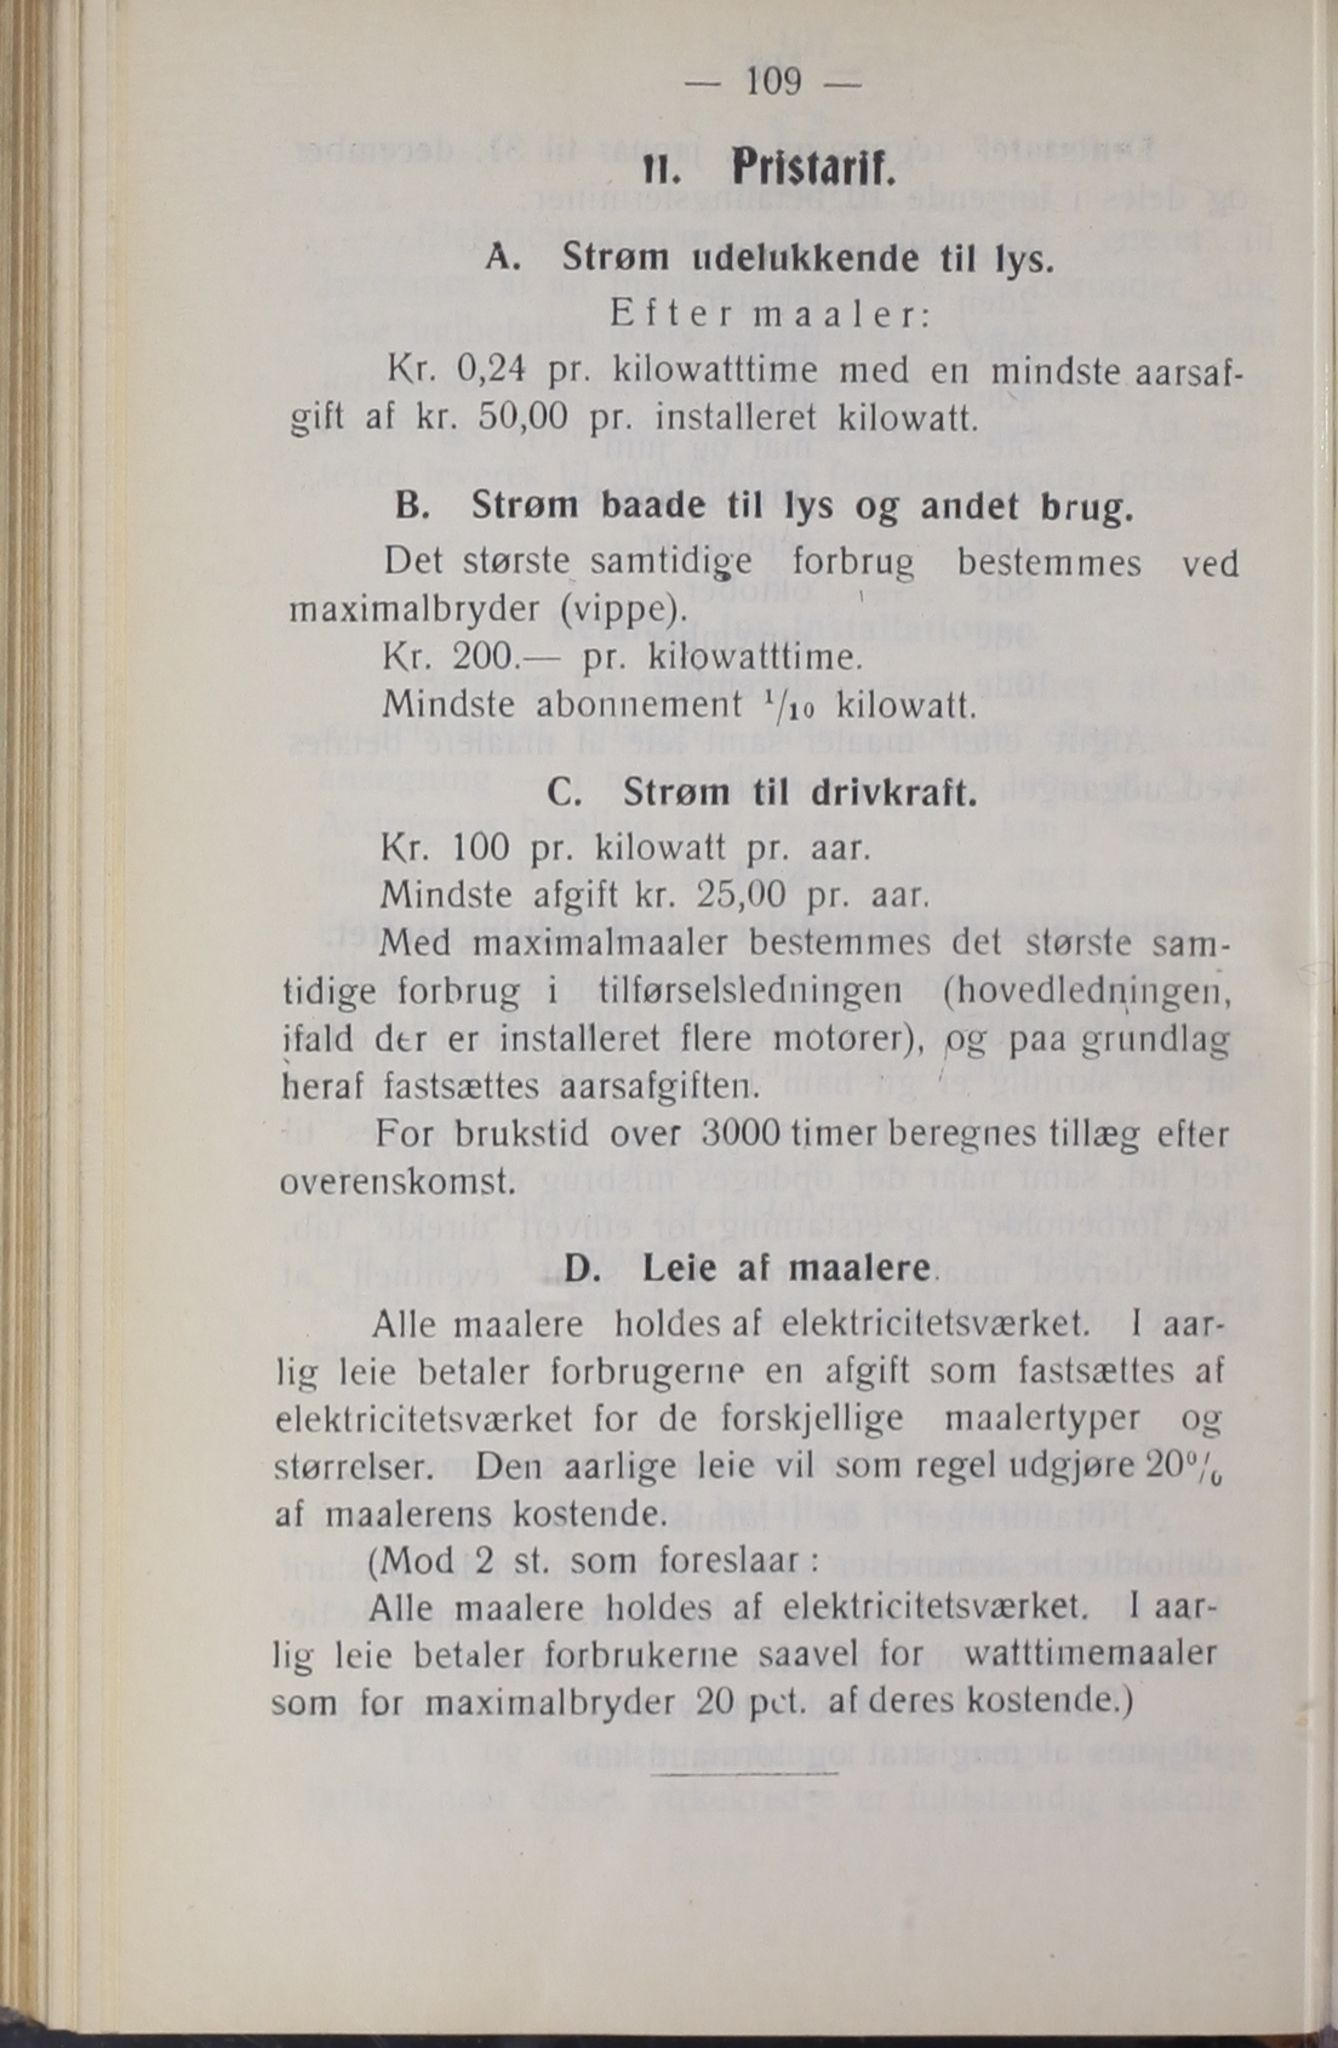 — 109 —
II. Pristarif.
A. Strøm udelukkende til lys.
Efter maaler:
Kr. 0,24 pr. kilowatttime med en mindste aarsaf-
gift af kr. 50,00 pr. installeret kilowatt.
B. Strøm baade til lys og andet brug.
Det største samtidige forbrug bestemmes ved
maximalbryder (vippe).
Kr. 200.— pr. kilowatttime.
Mindste abonnement 1/10 kilowatt.
C. Strøm til drivkraft.
Kr. 100 pr. kilowatt pr. aar.
Mindste afgift kr. 25,00 pr. aar.
Med maximalmaaler bestemmes det største sam-
tidige forbrug i tilførselsledningen (hovedledningen,
ifald der er installeret flere motorer), og paa grundlag
heraf fastsættes aarsafgiften.
For brukstid over 3000 timer beregnes tillæg efter
overenskomst.
D. Leie af maalere.
Alle maalere holdes af elektricitetsværket. I aar-
lig leie betaler forbrugerne en afgift som fastsættes af
elektricitetsværket for de forskjellige maalertyper og
størrelser. Den aarlige leie vil som regel udgjøre 20%
af maalerens kostende.
(Mod 2 st. som foreslaar:
Alle maalere holdes af elektricitetsværket. I aar-
lig leie betaler forbrukerne saavel for watttimemaaler
som for maximalbryder 20 pct. af deres kostende.)